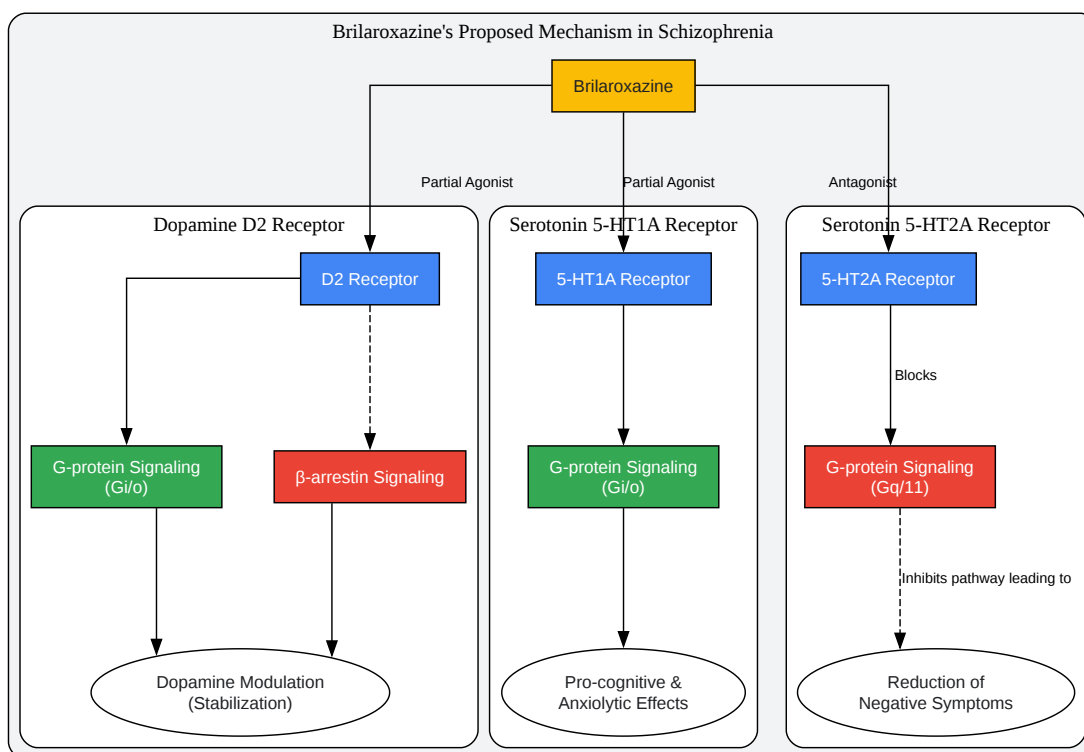 Brilaroxazine's Proposed Mechanism in Schizophrenia
Brilaroxazine
Partial Agonist
Partial Agonist
Antagonist
Dopamine D2 Receptor
Serotonin 5-HT1A Receptor
Serotonin 5-HT2A Receptor
D2 Receptor
5-HT1A Receptor
5-HT2A Receptor
Blocks
G-protein Signaling
(Gi/o)
β-arrestin Signaling
G-protein Signaling
(Gi/o)
G-protein Signaling
(Gq/11)
Inhibits pathway leading to
Dopamine Modulation
(Stabilization)
Pro-cognitive &
Anxiolytic Effects
Reduction of
Negative Symptoms